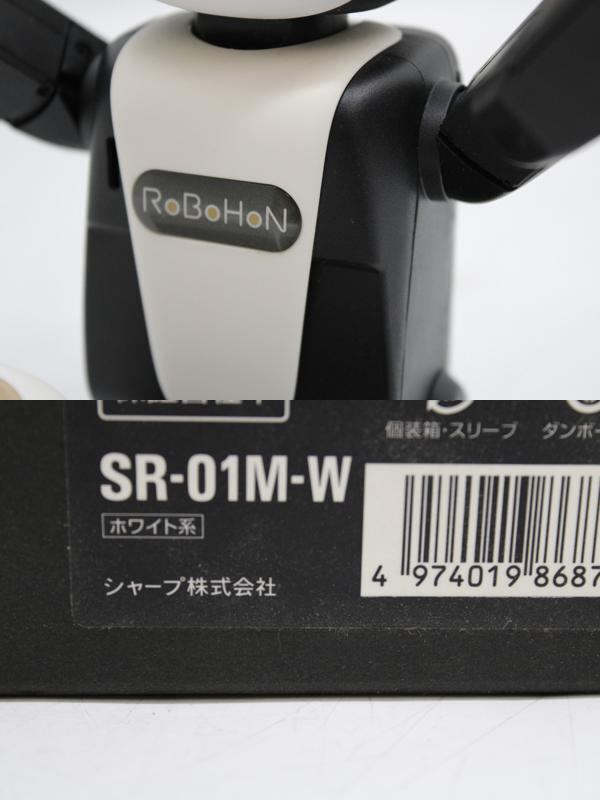 RoBoHoN
個装箱・スリーブ ダンボー
SR-01M-W
ホワイト系
シャープ株式会社
4 974019 8687